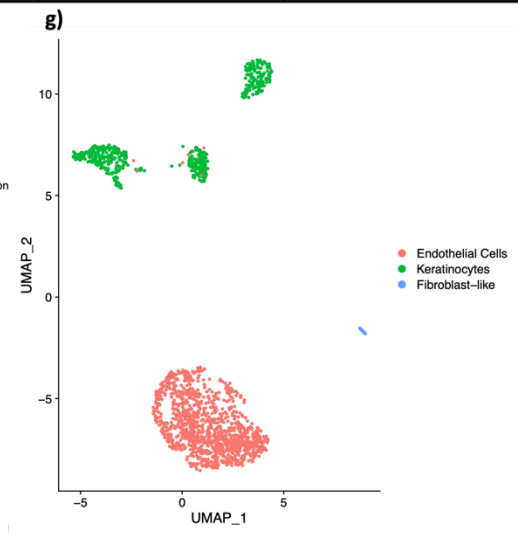 g)
10
on
5
UMAP_2
Endothelial Cells
Keratinocytes
Fibroblast-like
0
−5
−5 0 5
UMAP_1